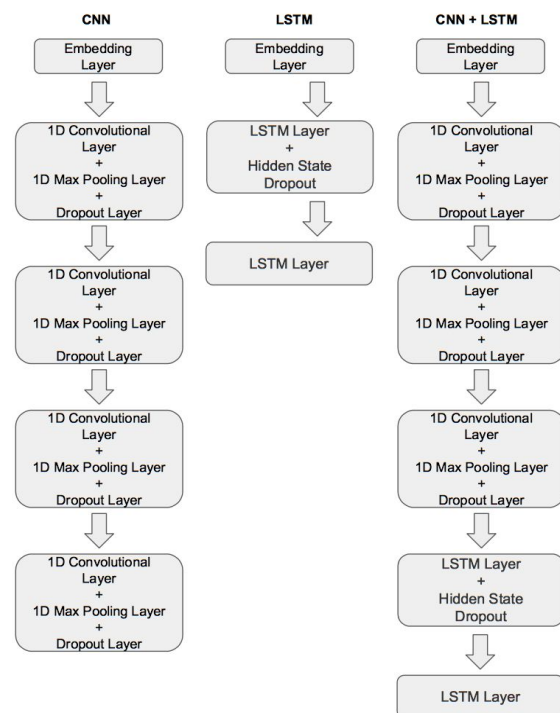 CNN
Embedding
Layer
1D Convolutional
Layer
+
1D Max Pooling Layer
+
Dropout Layer
1D Convolutional
Layer
+
1D Max Pooling Layer
+
Dropout Layer
1D Convolutional
Layer
+
1D Max Pooling Layer
+
Dropout Layer
1D Convolutional
Layer
+
1D Max Pooling Layer
+
Dropout Layer
LSTM
Embedding
Layer
LSTM Layer
+
Hidden State
Dropout
LSTM Layer
CNN + LSTM
Embedding
Layer
1D Convolutional
Layer
+
1D Max Pooling Layer
+
Dropout Layer
1D Convolutional
Layer
+
1D Max Pooling Layer
+
Dropout Layer
1D Convolutional
Layer
+
1D Max Pooling Layer
+
Dropout Layer
LSTM Layer
+
Hidden State
Dropout
LSTM Layer